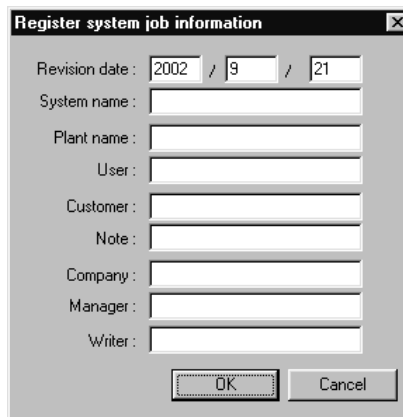 Register system job information
Revision date : 2002 / 9 / 21
System name :
Plant name :
User :
Customer :
Note :
Company :
Manager :
Writer :
OK Cancel